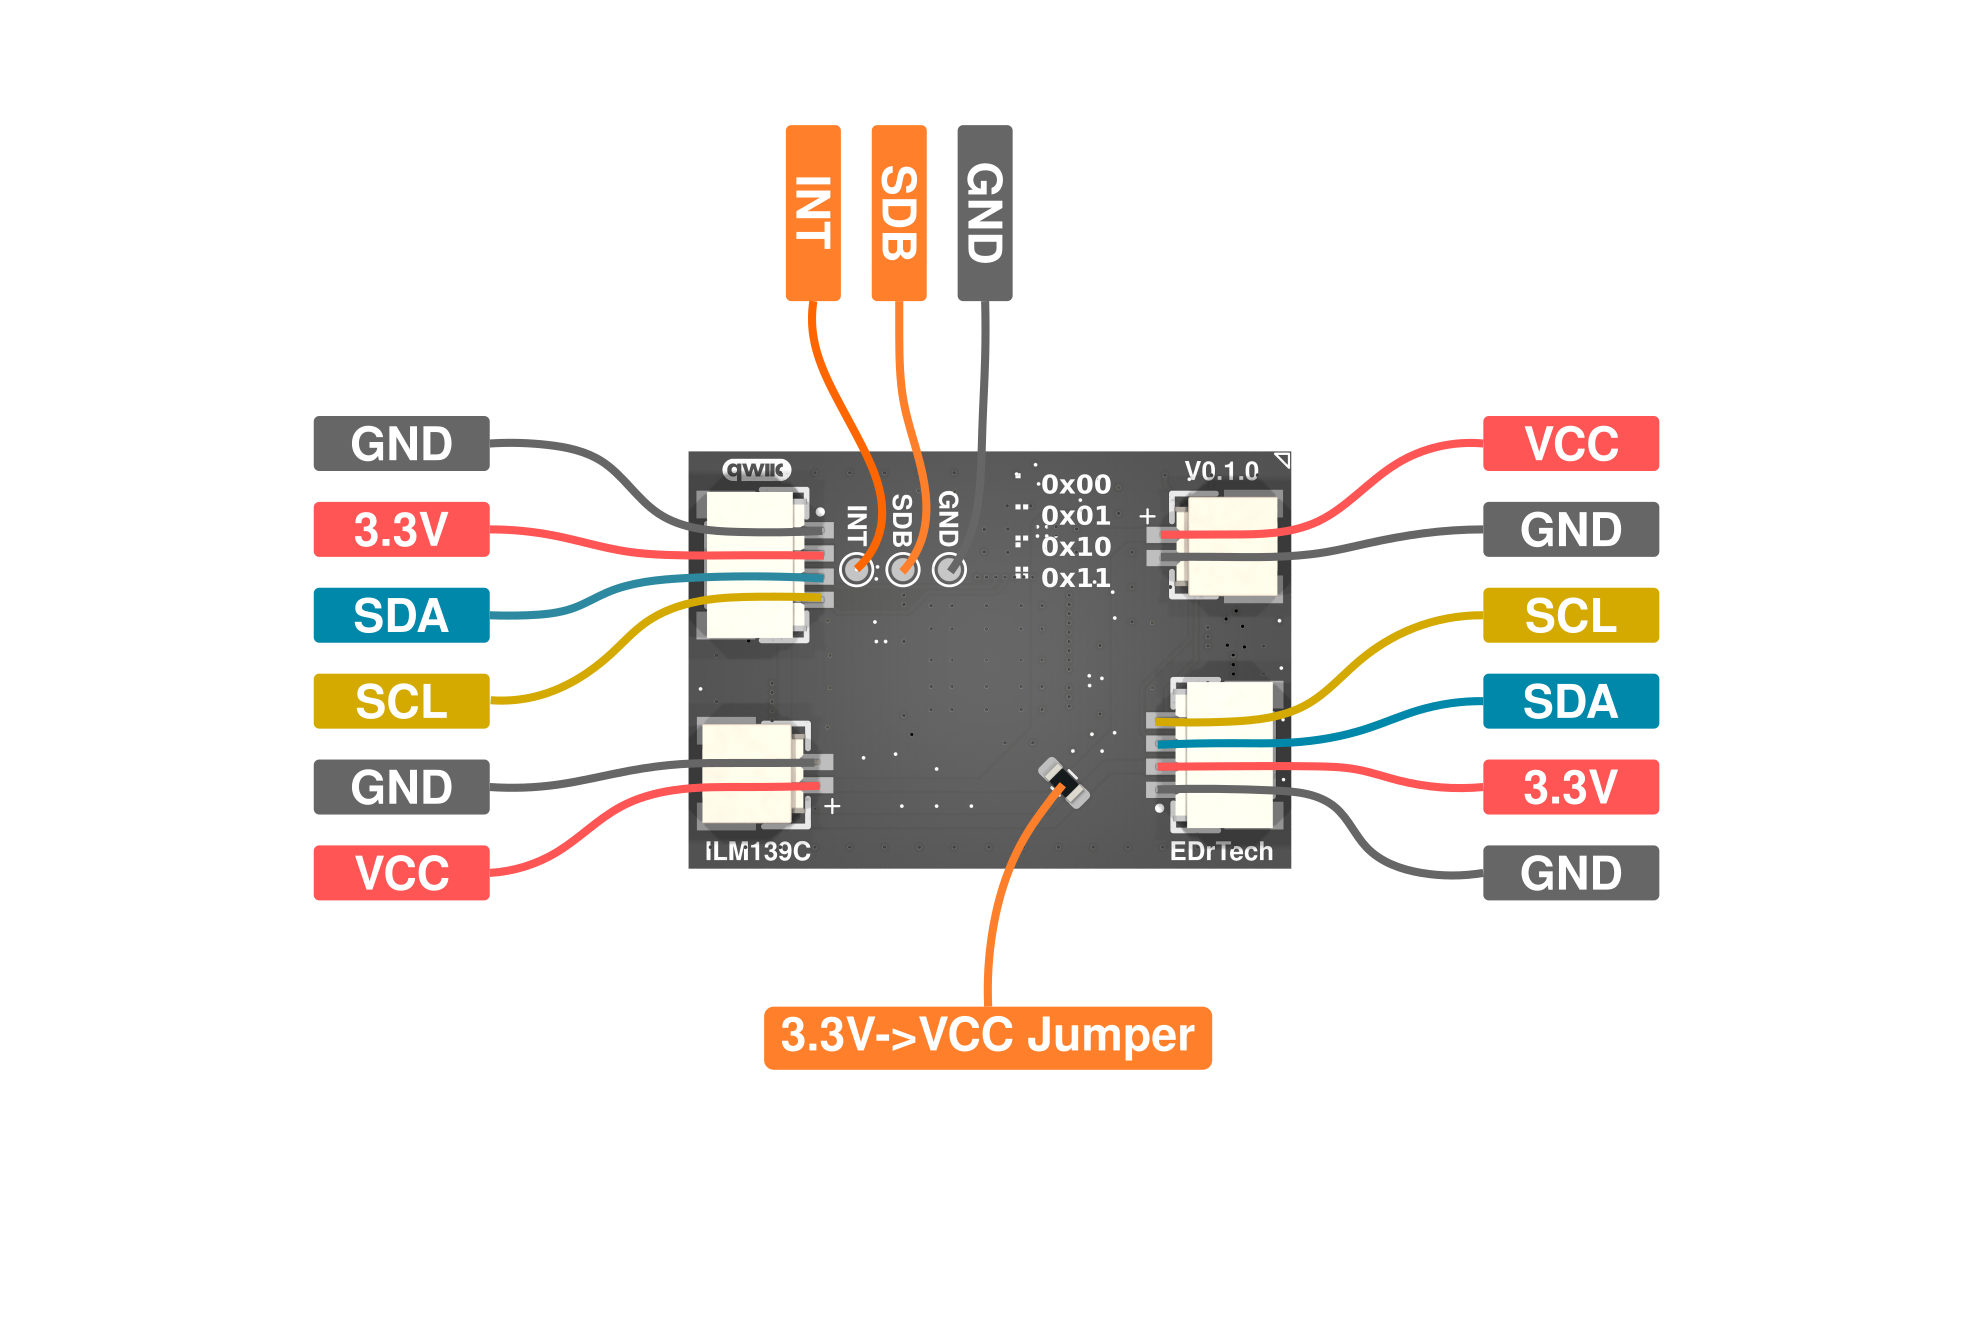 INT
SDB
GND
GND
3.3V
SDA
SCL
GND
VCC
VCC
GND
SCL
SDA
3.3V
GND
qwiic
INT
SDB
GND
0x00
0x01
0x10
0x11
V0.1.0
+
+
iLM139C
EDrTech
3.3V->VCC Jumper